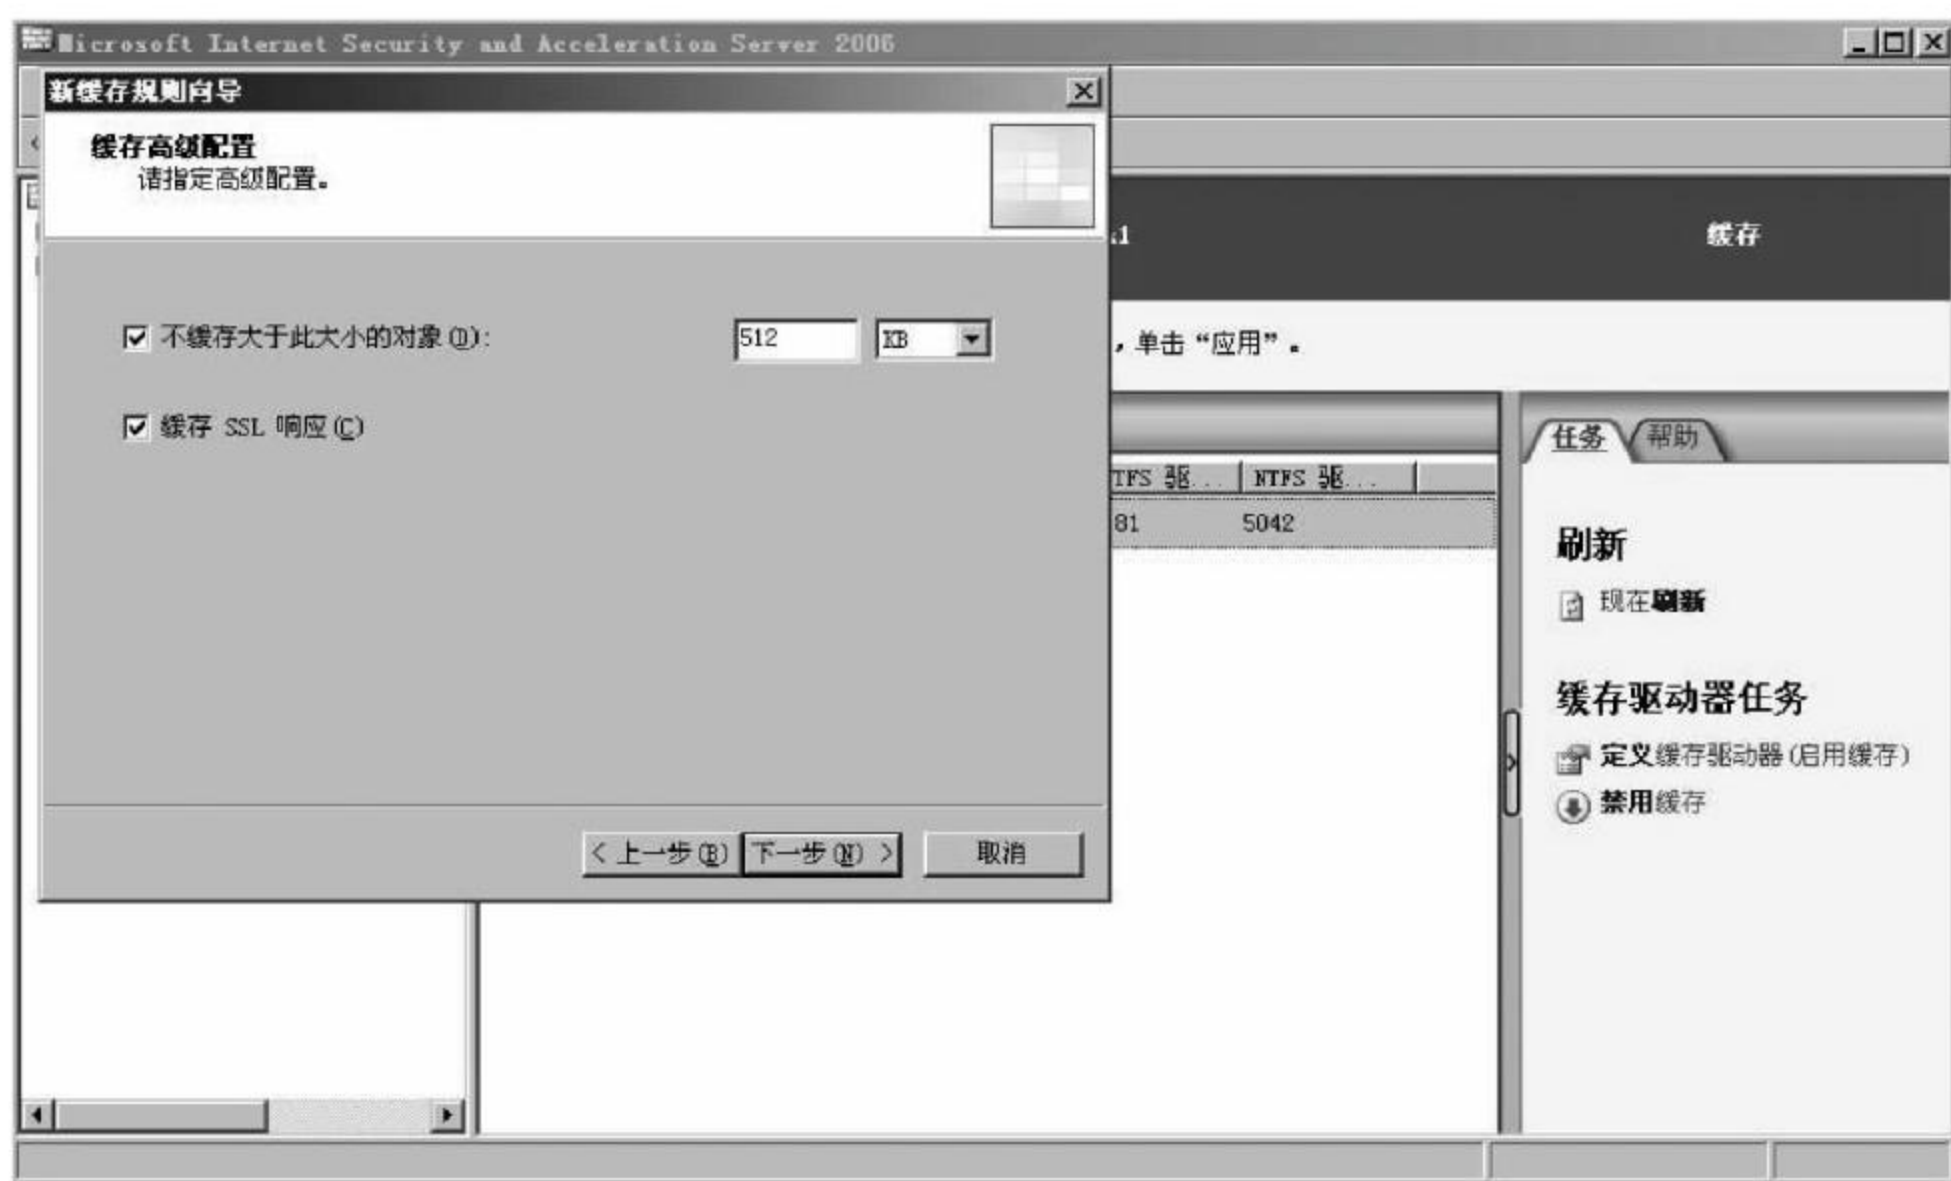 Microsoft Internet Security and Acceleration Server 2006
新缓存规则向导
缓存高级配置
请指定高级配置。
不缓存大于此大小的对象(D):
512
KB
缓存 SSL 响应(C)
< 上一步(B)
下一步(N) >
取消
缓存
，单击“应用”。
任务
帮助
TFS 驱...
NTFS 驱...
81
5042
刷新
现在刷新
缓存驱动器任务
定义缓存驱动器(启用缓存)
禁用缓存